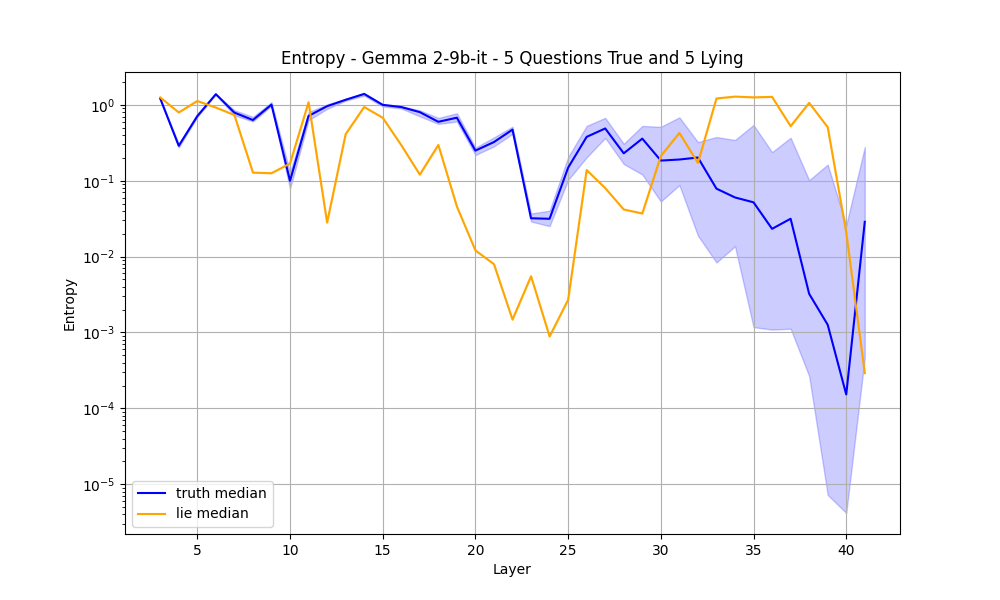 Entropy - Gemma 2-9b-it - 5 Questions True and 5 Lying
Entropy
10⁰
10⁻¹
10⁻²
10⁻³
10⁻⁴
10⁻⁵
truth median
lie median
5 10 15 20 25 30 35 40
Layer